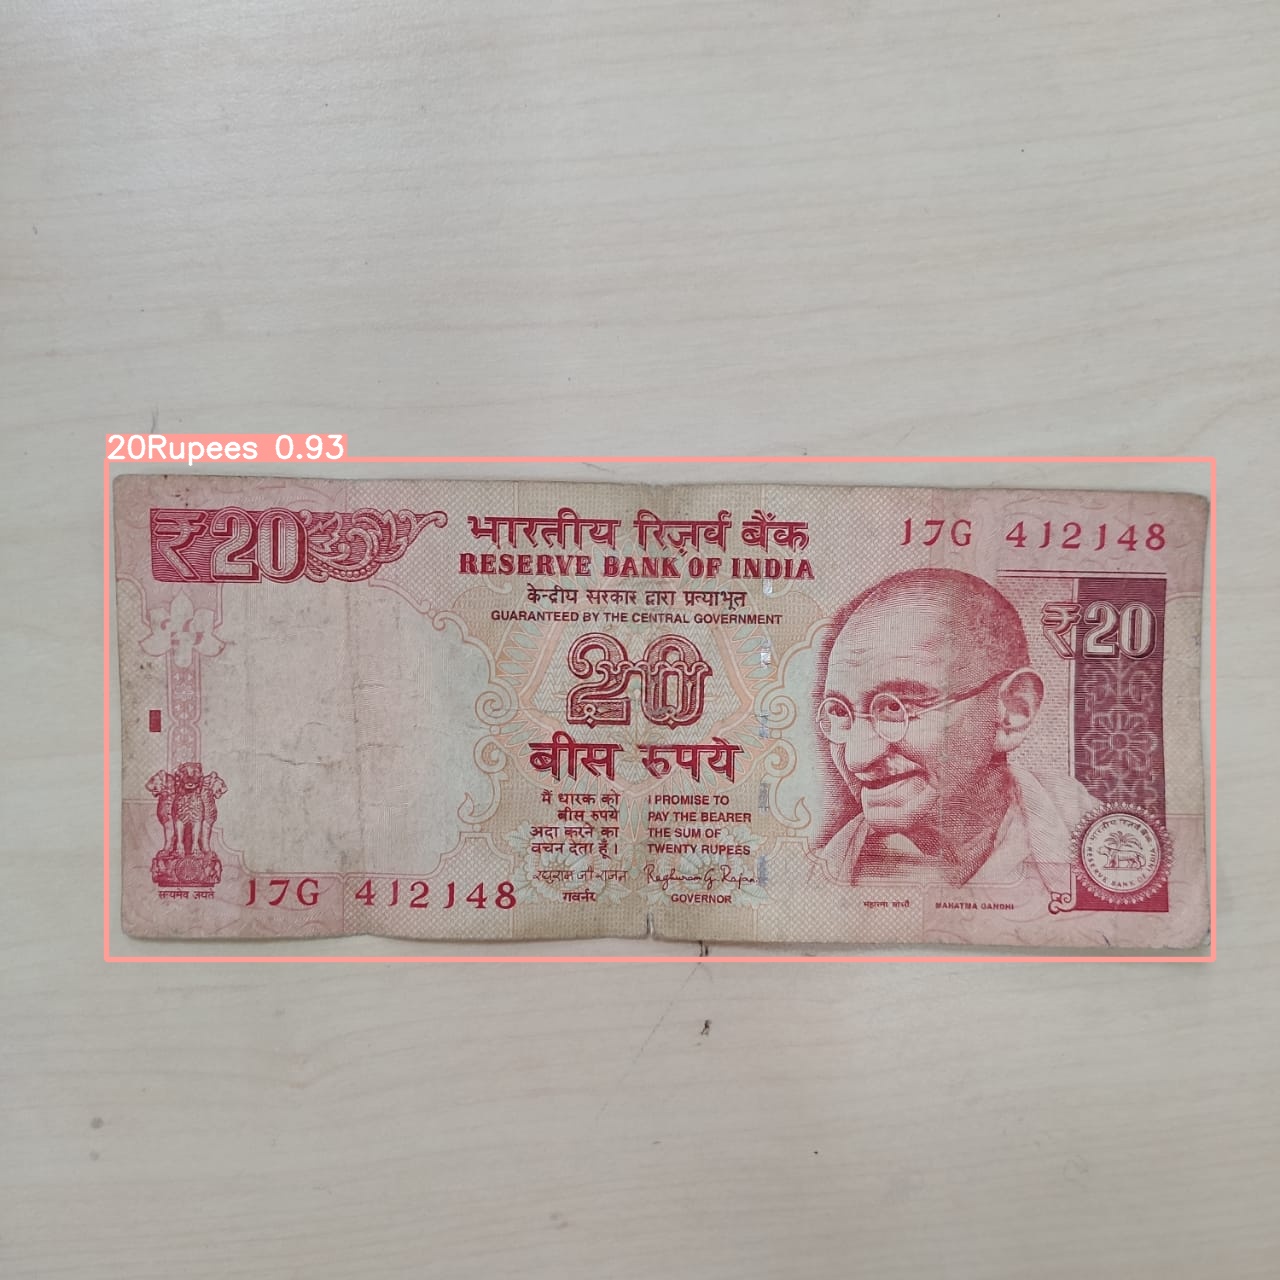 20Rupees 0.93
₹20
भारतीय रिज़र्व बैंक
RESERVE BANK OF INDIA
केन्द्रीय सरकार द्वारा प्रत्याभूत
GUARANTEED BY THE CENTRAL GOVERNMENT
17G 412148
₹20
20
बीस रुपये
मैं धारक को
बीस रुपये
अदा करने का
वचन देता हूँ।
I PROMISE TO
PAY THE BEARER
THE SUM OF
TWENTY RUPEES
रघुराम जी राजन
गवर्नर
Raghuram G. Rajan
GOVERNOR
सत्यमेव जयते
17G 412148
महात्मा गांधी
MAHATMA GANDHI
भारतीय रिज़र्व बैंक
RESERVE BANK OF INDIA